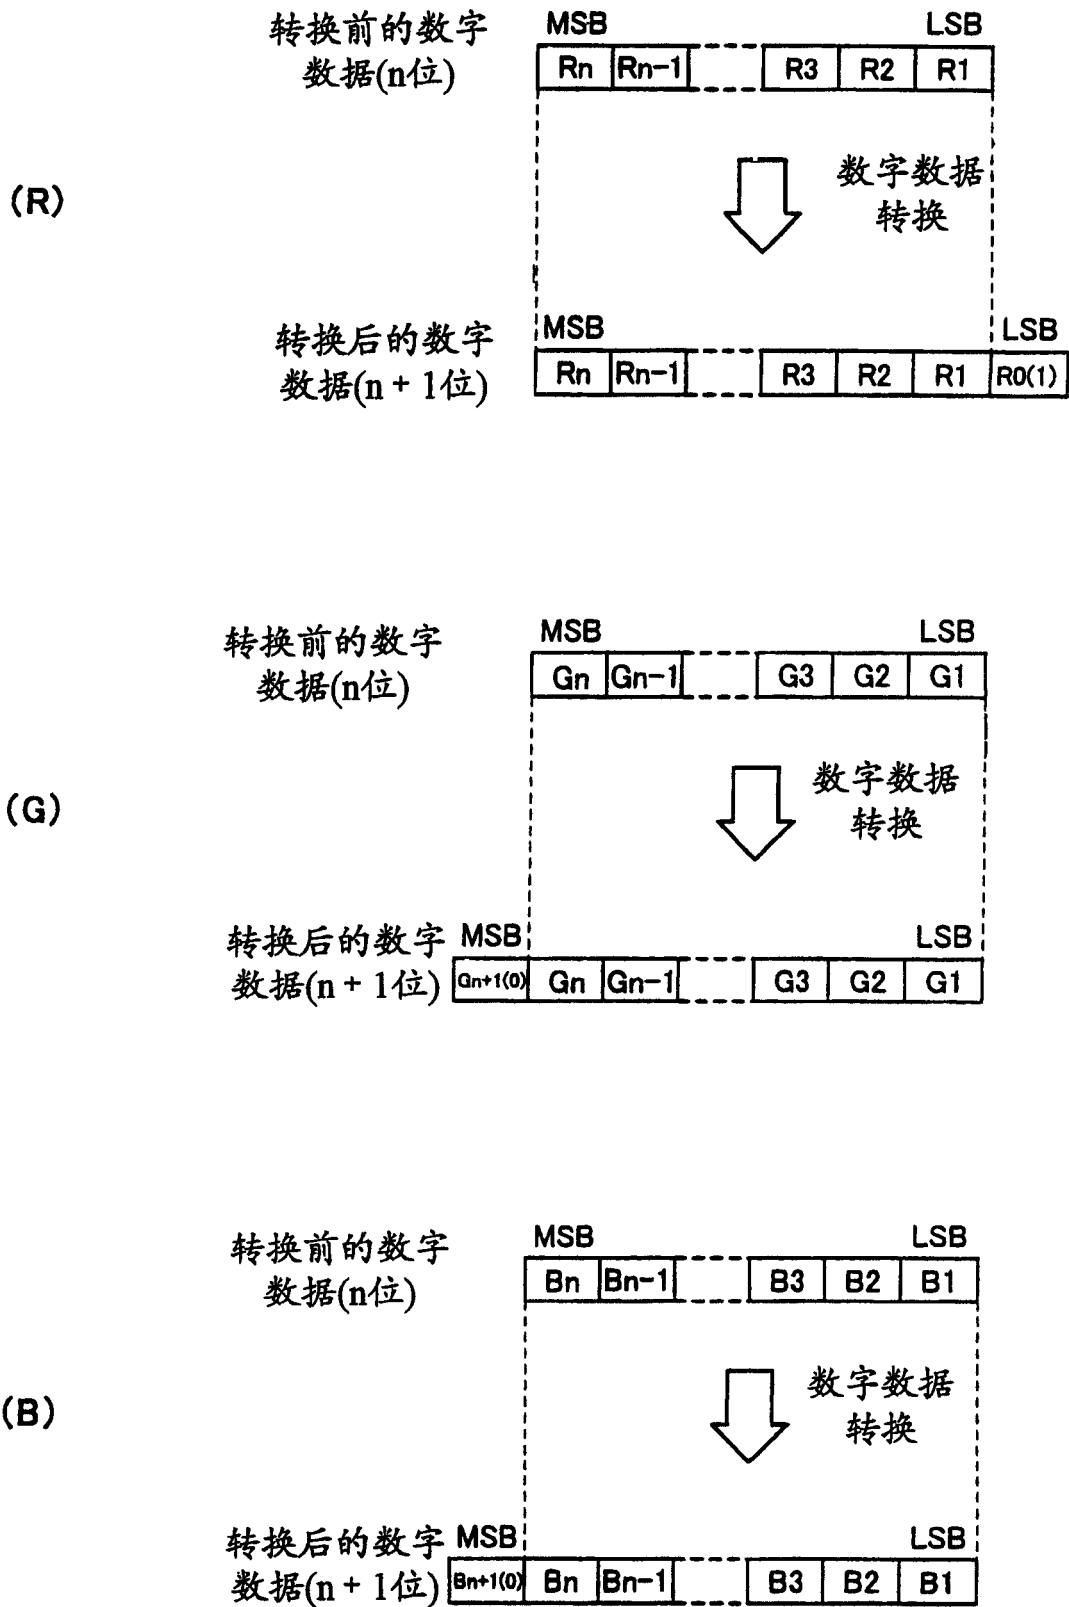 转换前的数字
数据(n位)
MSB LSB
Rn Rn-1 R3 R2 R1
(R)
数字数据
转换
转换后的数字
数据(n + 1位)
MSB LSB
Rn Rn-1 R3 R2 R1 R0(1)
转换前的数字
数据(n位)
MSB LSB
Gn Gn-1 G3 G2 G1
(G)
数字数据
转换
转换后的数字
数据(n + 1位)
MSB LSB
Gn+1(0) Gn Gn-1 G3 G2 G1
转换前的数字
数据(n位)
MSB LSB
Bn Bn-1 B3 B2 B1
(B)
数字数据
转换
转换后的数字
数据(n + 1位)
MSB LSB
Bn+1(0) Bn Bn-1 B3 B2 B1